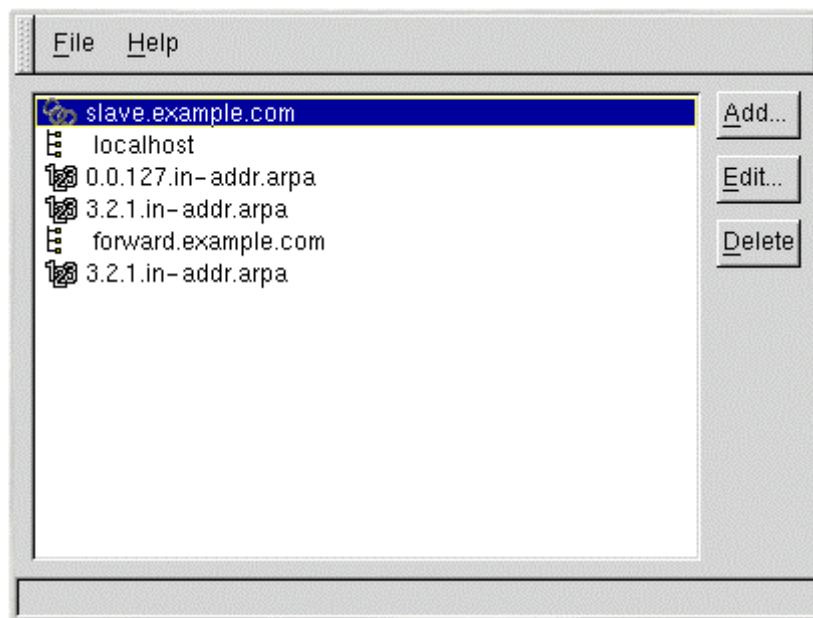 File Help
slave.example.com
localhost
0.0.127.in-addr.arpa
3.2.1.in-addr.arpa
forward.example.com
3.2.1.in-addr.arpa
Add...
Edit...
Delete